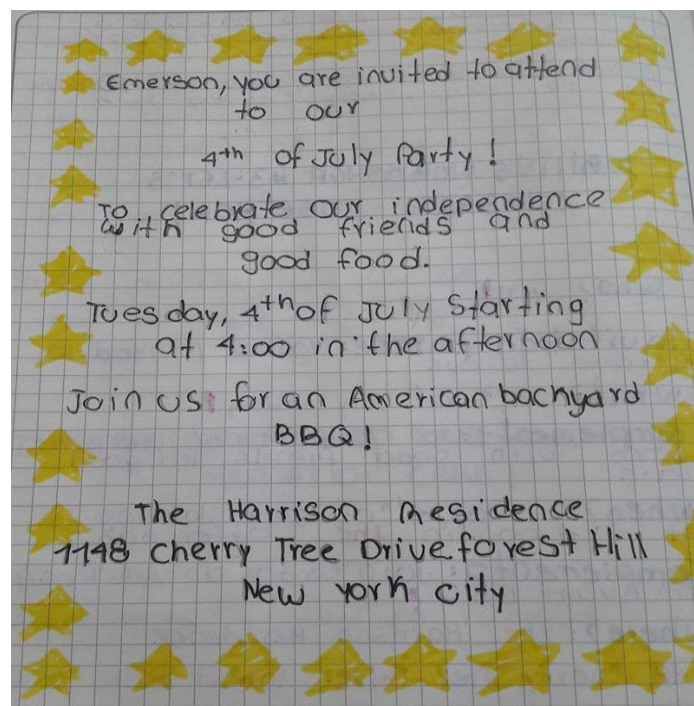 Emerson, you are invited to attend
to our
4th of July Party!
To celebrate our independence
with good friends and
good food.
Tuesday, 4th of July Starting
at 4:00 in the afternoon
Join us for an American bachyard
BBQ!
The Harrison Residence
1148 Cherry Tree Drive forest Hill
New York city